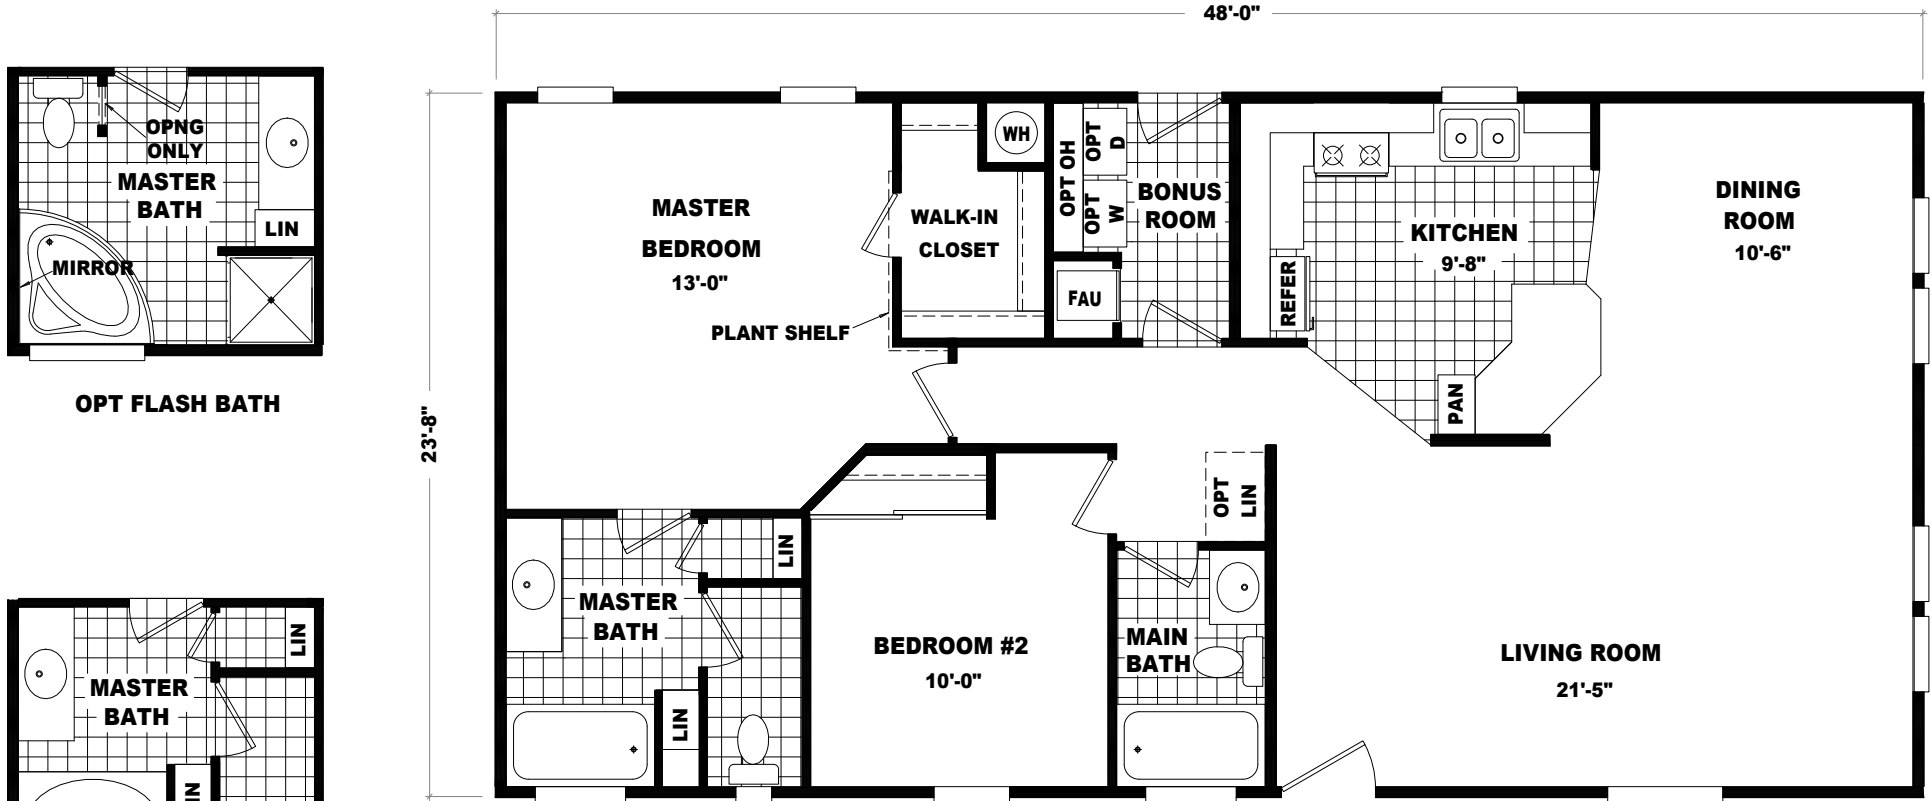 48'-0"
OPNG
ONLY
MASTER
BATH
LIN
MIRROR
OPT FLASH BATH
23'-8"
MASTER
BEDROOM
13'-0"
PLANT SHELF
WALK-IN
CLOSET
WH
OPT OH
OPT
D
OPT
W
FAU
BONUS
ROOM
KITCHEN
9'-8"
REFER
PAN
DINING
ROOM
10'-6"
OPT
LIN
LIN
MASTER
BATH
LIN
BEDROOM #2
10'-0"
MAIN
BATH
LIVING ROOM
21'-5"
LIN
MASTER
BATH